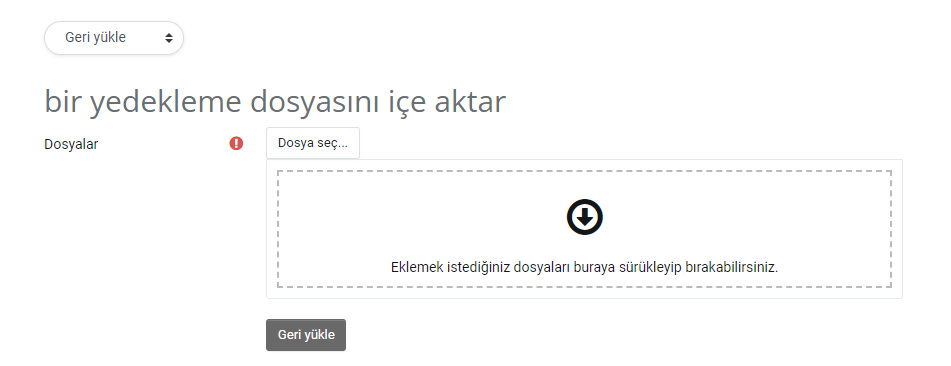 Geri yükle
bir yedekleme dosyasını içe aktar
Dosyalar
Dosya seç...
Eklemek istediğiniz dosyaları buraya sürükleyip bırakabilirsiniz.
Geri yükle